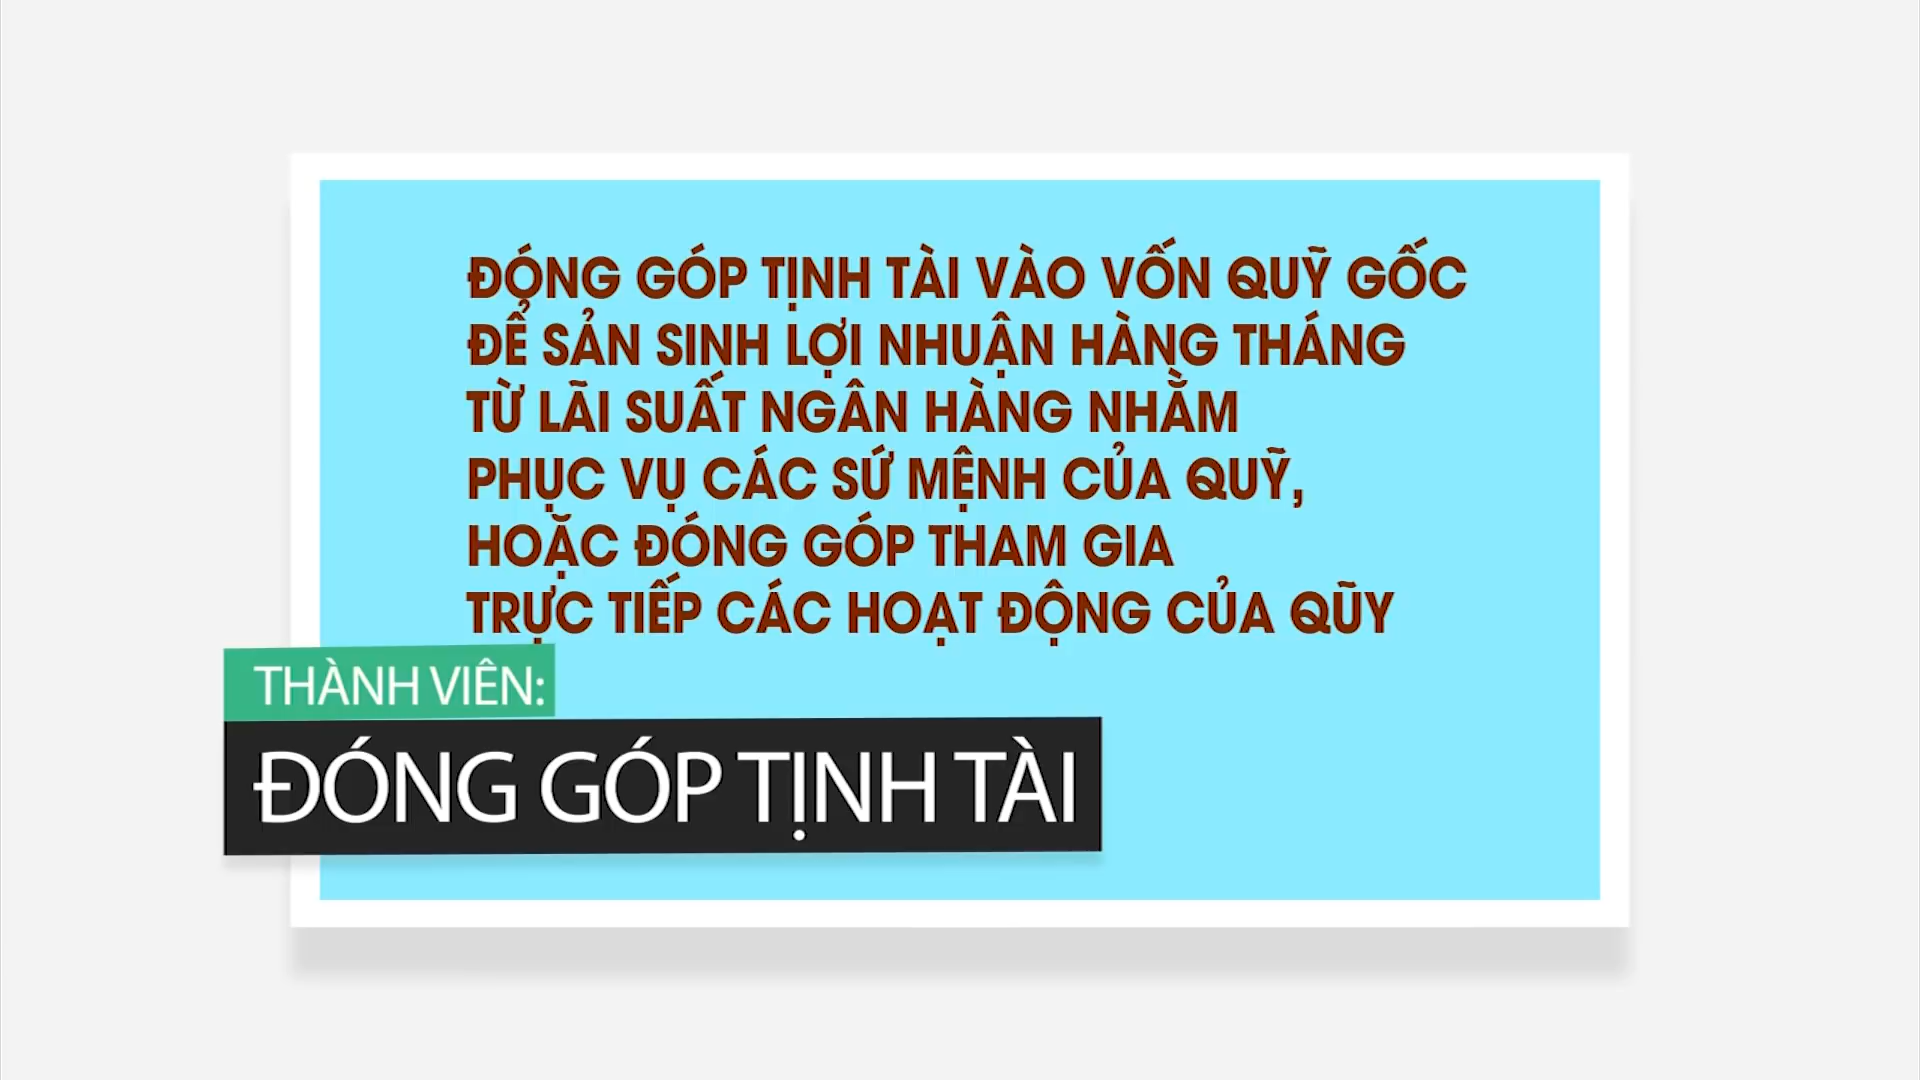 ĐÓNG GÓP TỊNH TÀI VÀO VỐN QUỸ GỐC
ĐỂ SẢN SINH LỢI NHUẬN HÀNG THÁNG
TỪ LÃI SUẤT NGÂN HÀNG NHẰM
PHỤC VỤ CÁC SỨ MỆNH CỦA QUỸ,
HOẶC ĐÓNG GÓP THAM GIA
TRỰC TIẾP CÁC HOẠT ĐỘNG CỦA QŨY
THÀNH VIÊN:
ĐÓNG GÓP TỊNH TÀI